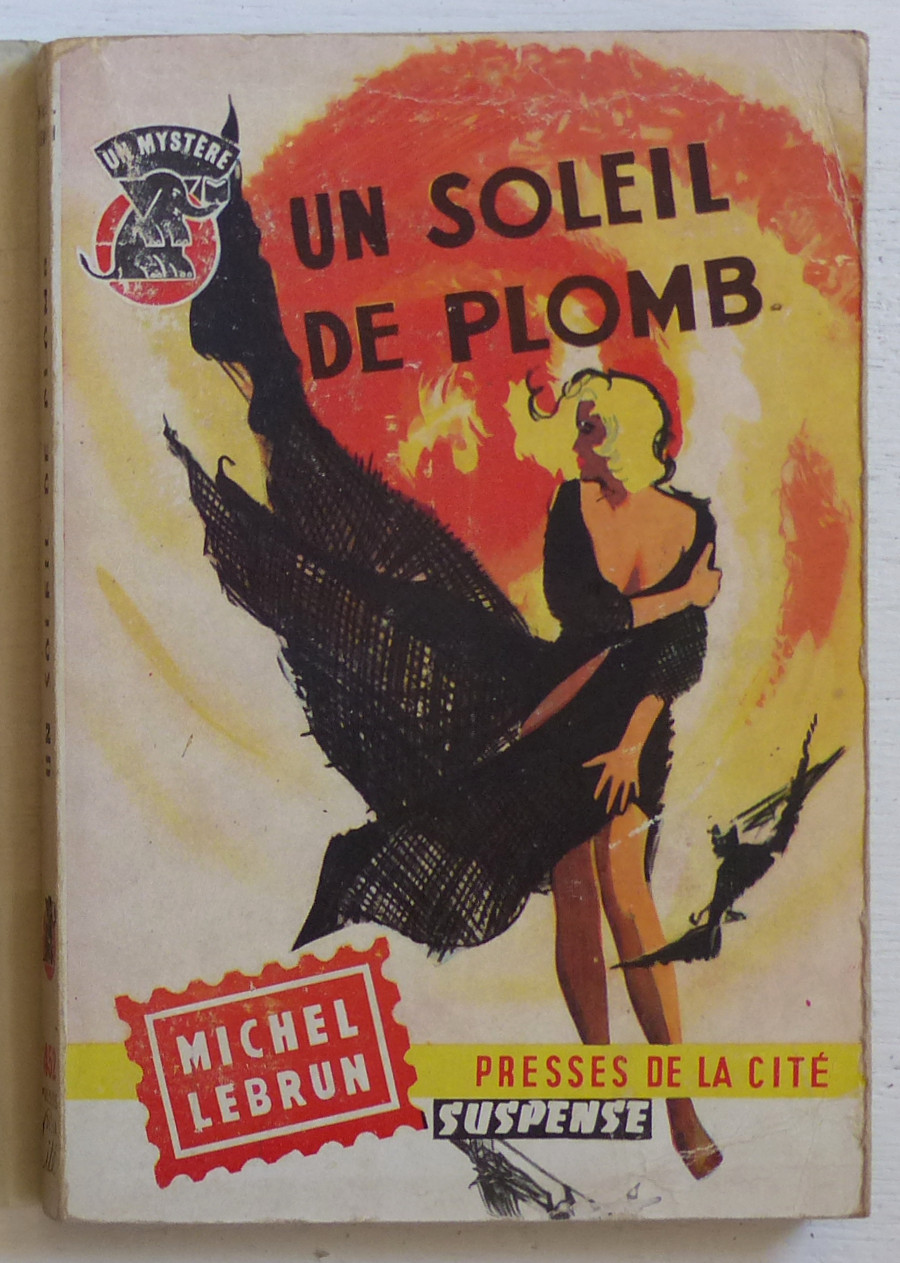 UN MYSTÈRE
UN SOLEIL
DE PLOMB
MICHEL
LEBRUN
PRESSES DE LA CITÉ
SUSPENSE